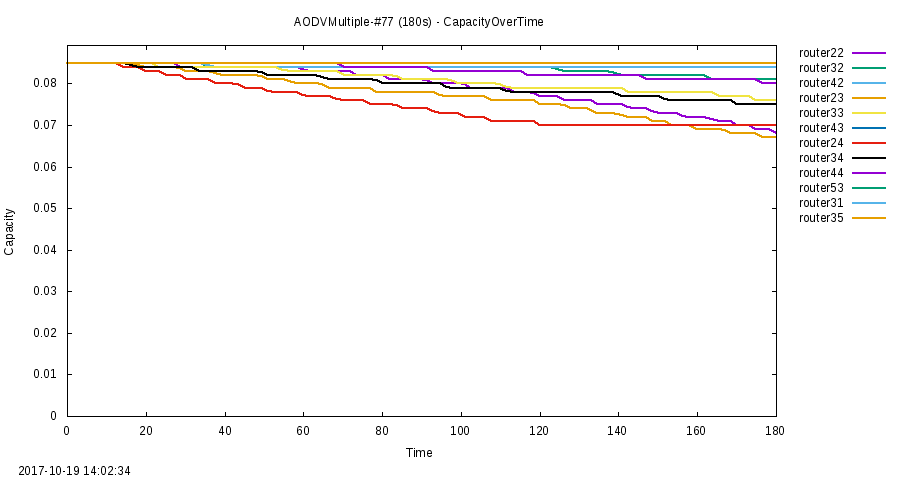 AODVMultiple-#77 (180s) - CapacityOverTime
router22
router32
router42
router23
router33
router43
router24
router34
router44
router53
router31
router35
Capacity
0.08
0.07
0.06
0.05
0.04
0.03
0.02
0.01
0
0 20 40 60 80 100 120 140 160 180
Time
2017-10-19 14:02:34